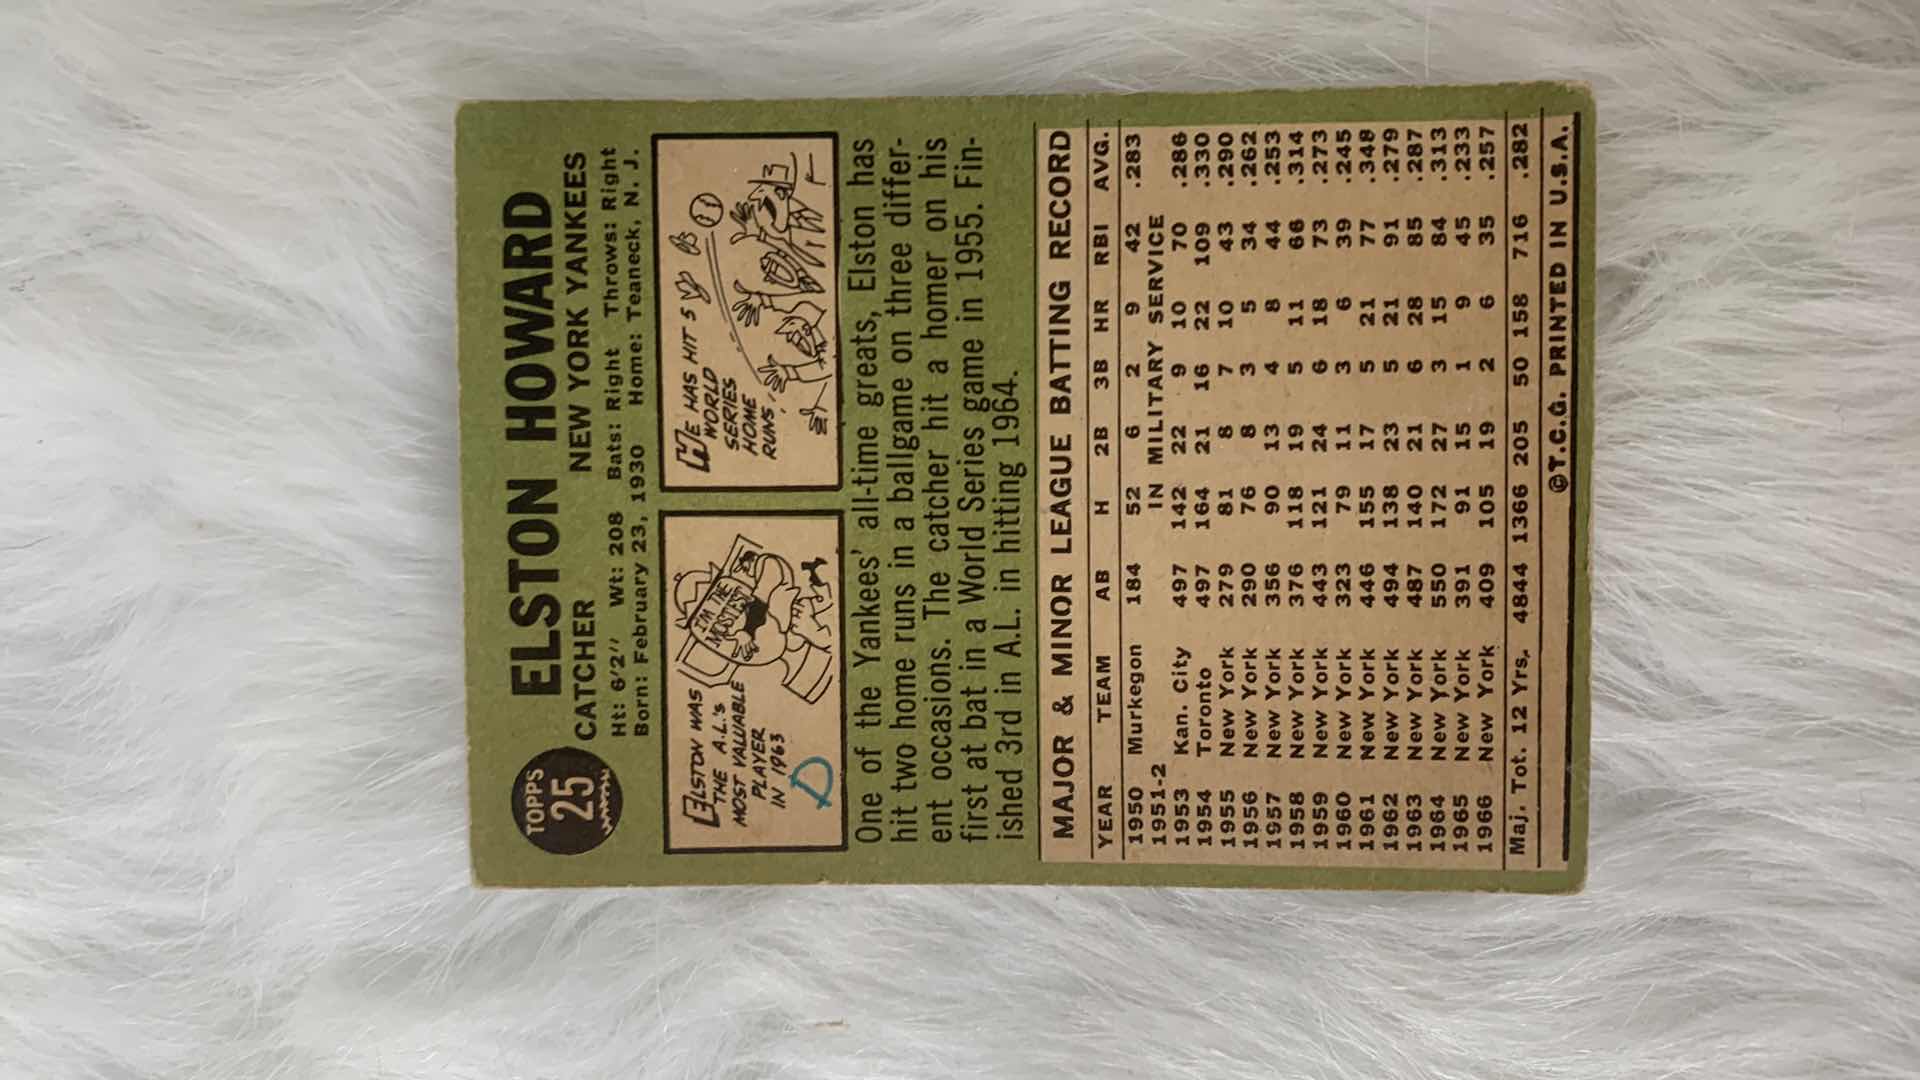 TOPPS
25
ELSTON HOWARD
CATCHER NEW YORK YANKEES
Ht: 6'2" Wt: 208 Bats: Right Throws: Right
Born: February 23, 1930 Home: Teaneck, N. J.
ELSTON WAS
THE A.L.'s
MOST VALUABLE
PLAYER
IN 1963
D
I'M THE
MOSTEST
HE HAS HIT 5
WORLD
SERIES
HOME
RUNS.
One of the Yankees' all-time greats, Elston has
hit two home runs in a ballgame on three differ-
ent occasions. The catcher hit a homer on his
first at bat in a World Series game in 1955. Fin-
ished 3rd in A.L. in hitting 1964.
MAJOR & MINOR LEAGUE BATTING RECORD
YEAR TEAM AB H 2B 3B HR RBI AVG.
1950 Murkegon 184 52 6 2 9 42 .283
1951-2 IN MILITARY SERVICE
1953 Kan. City 497 142 22 9 10 70 .286
1954 Toronto 497 164 21 16 22 109 .330
1955 New York 279 81 8 7 10 43 .290
1956 New York 290 76 8 3 5 34 .262
1957 New York 356 90 13 4 8 44 .253
1958 New York 376 118 19 5 11 66 .314
1959 New York 443 121 24 6 18 73 .273
1960 New York 323 79 11 3 6 39 .245
1961 New York 446 155 17 5 21 77 .348
1962 New York 494 138 23 5 21 91 .279
1963 New York 487 140 21 6 28 85 .287
1964 New York 550 172 27 3 15 84 .313
1965 New York 391 91 15 1 9 45 .233
1966 New York 409 105 19 2 6 35 .257
Maj. Tot. 12 Yrs. 4844 1366 205 50 158 716 .282
©T.C.G. PRINTED IN U.S.A.